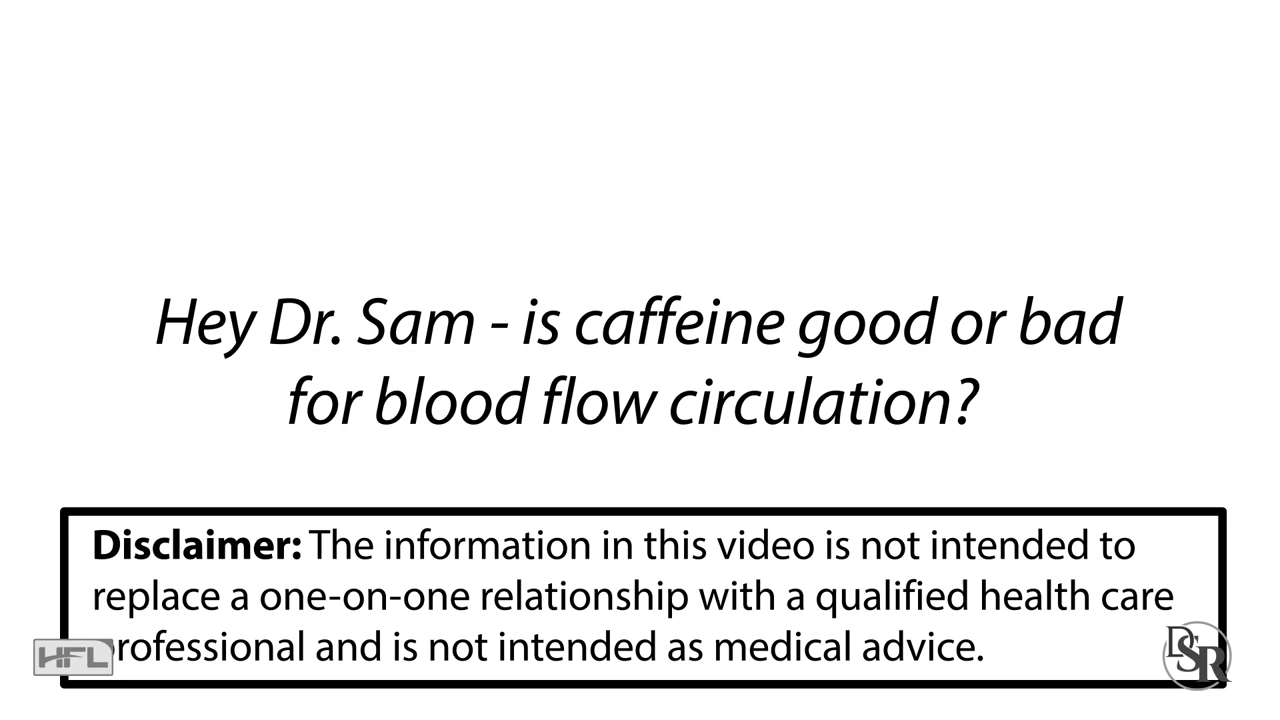 Hey Dr. Sam - is caffeine good or bad
for blood flow circulation?
Disclaimer: The information in this video is not intended to
replace a one-on-one relationship with a qualified health care
professional and is not intended as medical advice.
HFL
DSR